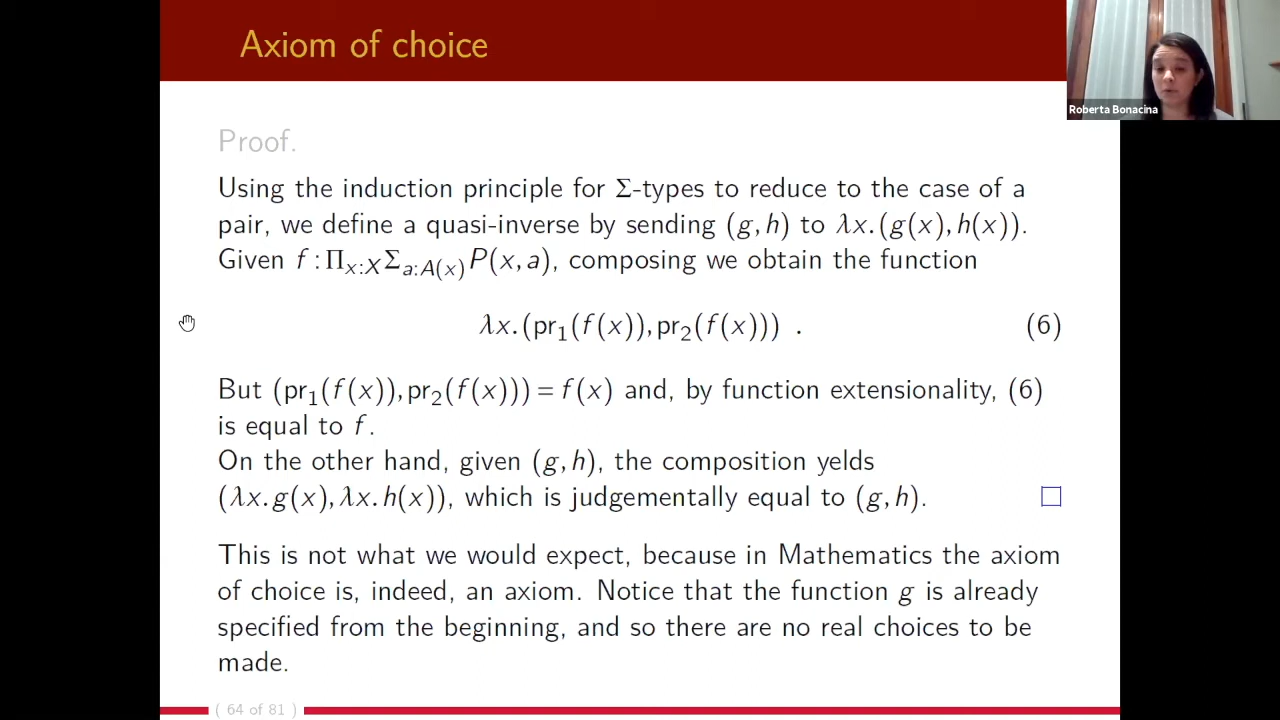 Axiom of choice
Roberta Bonacina
Proof.
Using the induction principle for Σ-types to reduce to the case of a
pair, we define a quasi-inverse by sending (g,h) to λx.(g(x),h(x)).
Given f : Π_{x:X}Σ_{a:A(x)}P(x,a), composing we obtain the function
λx.(pr₁(f(x)),pr₂(f(x))) . (6)
But (pr₁(f(x)),pr₂(f(x))) = f(x) and, by function extensionality, (6)
is equal to f.
On the other hand, given (g,h), the composition yelds
(λx.g(x),λx.h(x)), which is judgementally equal to (g,h). □
This is not what we would expect, because in Mathematics the axiom
of choice is, indeed, an axiom. Notice that the function g is already
specified from the beginning, and so there are no real choices to be
made.
( 64 of 81 )